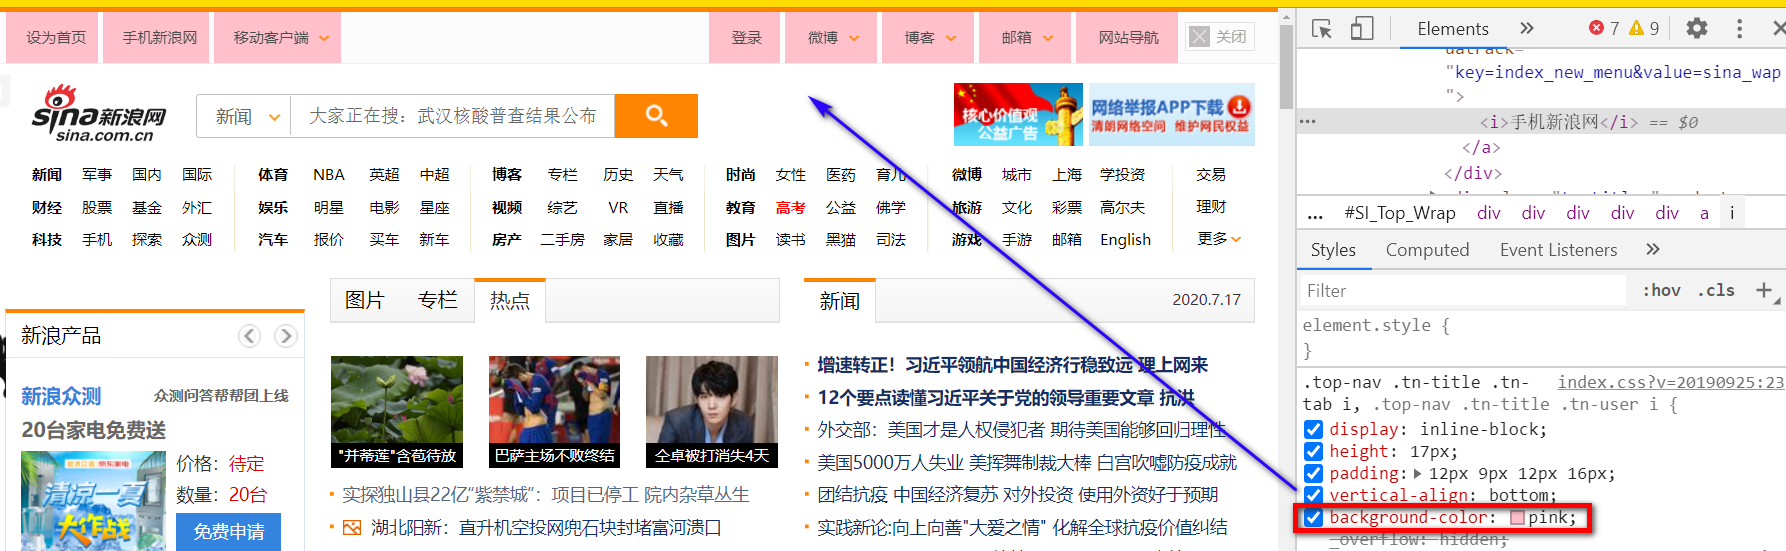 设为首页 手机新浪网 移动客户端 登录 微博 博客 邮箱 网站导航 关闭
sina新浪网
sina.com.cn
新闻 大家正在搜：武汉核酸普查结果公布
核心价值观
公益广告
网络举报APP下载
清朗网络空间 维护网民权益
新闻 军事 国内 国际 体育 NBA 英超 中超 博客 专栏 历史 天气 时尚 女性 医药 育儿 微博 城市 上海 学投资 交易
财经 股票 基金 外汇 娱乐 明星 电影 星座 视频 综艺 VR 直播 教育 高考 公益 佛学 旅游 文化 彩票 高尔夫 理财
科技 手机 探索 众测 汽车 报价 买车 新车 房产 二手房 家居 收藏 图片 读书 黑猫 司法 游戏 手游 邮箱 English 更多
新浪产品
新浪众测 众测问答帮帮团上线
20台家电免费送
清凉一夏
大作战
价格：待定
数量：20台
免费申请
图片 专栏 热点
"并蒂莲"含苞待放 巴萨主场不败终结 仝卓被打消失4天
实探独山县22亿“紫禁城”：项目已停工 院内杂草丛生
湖北阳新：直升机空投网兜石块封堵富河溃口
新闻 2020.7.17
增速转正！习近平领航中国经济行稳致远 理上网来
12个要点读懂习近平关于党的领导重要文章 抗洪
外交部：美国才是人权侵犯者 期待美国能够回归理性
美国5000万人失业 美挥舞制裁大棒 白宫吹嘘防疫成就
团结抗疫 中国经济复苏 对外投资 使用外资好于预期
实践新论:向上向善"大爱之情" 化解全球抗疫价值纠结
Elements » 7 9
"key=index_new_menu&value=sina_wap
">
<i>手机新浪网</i> == $0
</a>
</div>
... #SI_Top_Wrap div div div div div a i
Styles Computed Event Listeners »
Filter :hov .cls +
element.style {
}
.top-nav .tn-title .tn- index.css?v=20190925:23
tab i, .top-nav .tn-title .tn-user i {
display: inline-block;
height: 17px;
padding: 12px 9px 12px 16px;
vertical-align: bottom;
background-color: pink;
overflow: hidden;